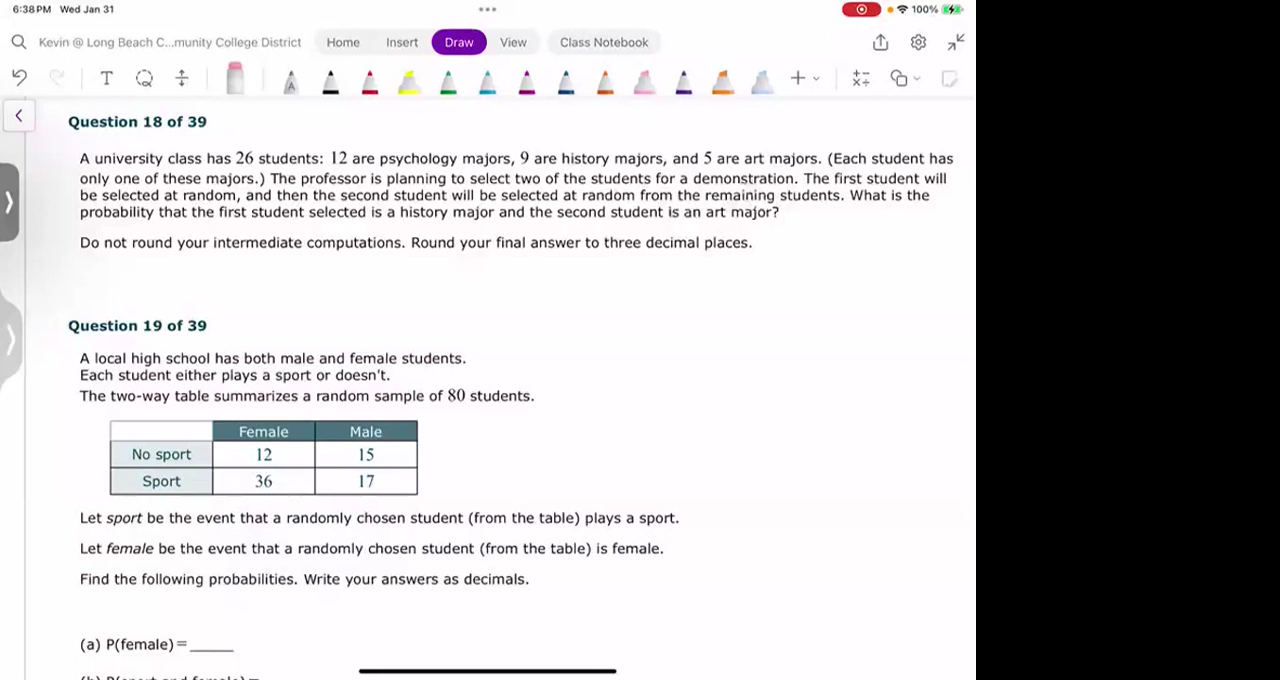 6:38 PM Wed Jan 31
100%
Kevin @ Long Beach C...munity College District
Home Insert Draw View Class Notebook
T
A
Question 18 of 39
A university class has 26 students: 12 are psychology majors, 9 are history majors, and 5 are art majors. (Each student has
only one of these majors.) The professor is planning to select two of the students for a demonstration. The first student will
be selected at random, and then the second student will be selected at random from the remaining students. What is the
probability that the first student selected is a history major and the second student is an art major?
Do not round your intermediate computations. Round your final answer to three decimal places.
Question 19 of 39
A local high school has both male and female students.
Each student either plays a sport or doesn't.
The two-way table summarizes a random sample of 80 students.
Female Male
No sport 12 15
Sport 36 17
Let sport be the event that a randomly chosen student (from the table) plays a sport.
Let female be the event that a randomly chosen student (from the table) is female.
Find the following probabilities. Write your answers as decimals.
(a) P(female) = _____
(b) P(sport and female) =